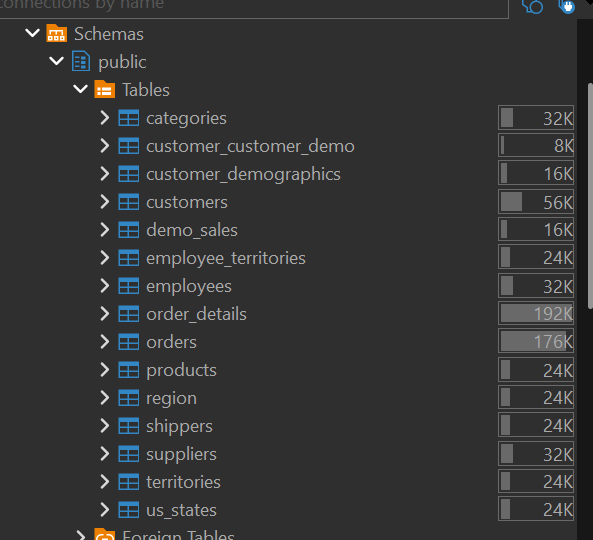 connections by name
Schemas
public
Tables
categories 32K
customer_customer_demo 8K
customer_demographics 16K
customers 56K
demo_sales 16K
employee_territories 24K
employees 32K
order_details 192K
orders 176K
products 24K
region 24K
shippers 24K
suppliers 32K
territories 24K
us_states 24K
Foreign Tables